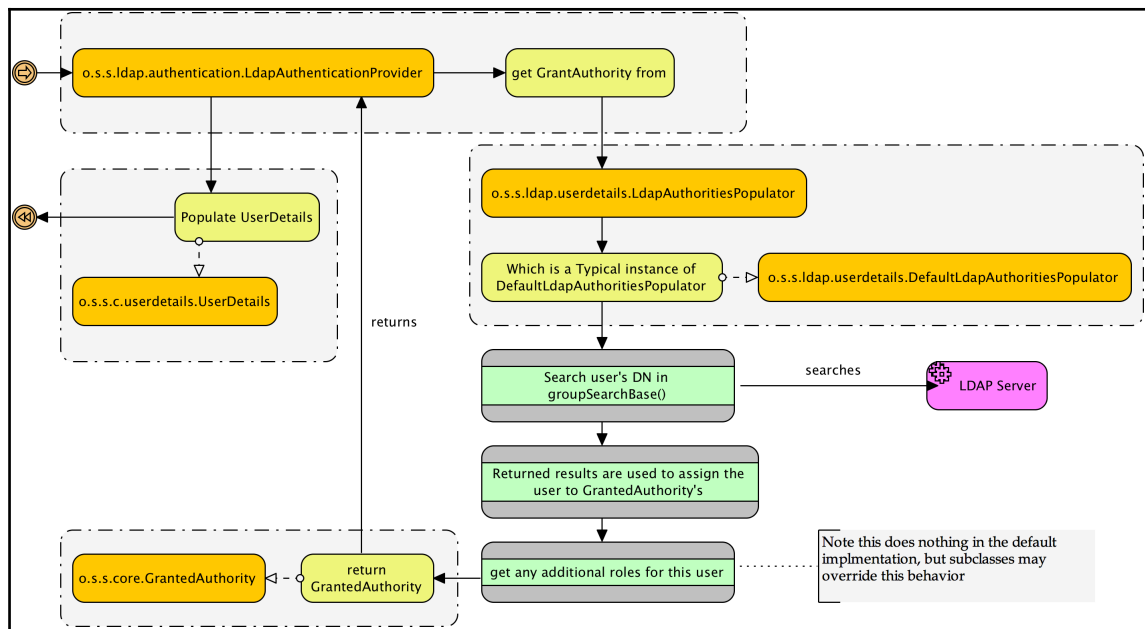 o.s.s.ldap.authentication.LdapAuthenticationProvider
get GrantAuthority from
o.s.s.ldap.userdetails.LdapAuthoritiesPopulator
Populate UserDetails
Which is a Typical instance of
DefaultLdapAuthoritiesPopulator
o.s.s.ldap.userdetails.DefaultLdapAuthoritiesPopulator
o.s.s.c.userdetails.UserDetails
returns
Search user's DN in
groupSearchBase()
searches
LDAP Server
Returned results are used to assign the
user to GrantedAuthority's
get any additional roles for this user
Note this does nothing in the default
implmentation, but subclasses may
override this behavior
return
GrantedAuthority
o.s.s.core.GrantedAuthority